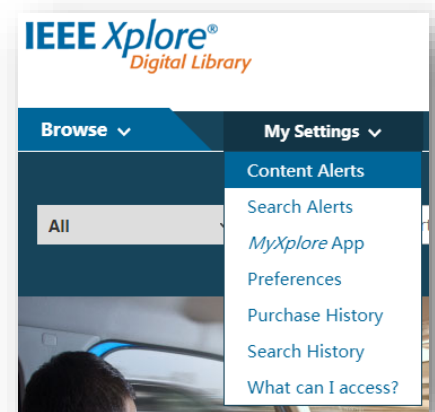 IEEE Xplore®
Digital Library
Browse
My Settings
Content Alerts
All
Search Alerts
MyXplore App
Preferences
Purchase History
Search History
What can I access?